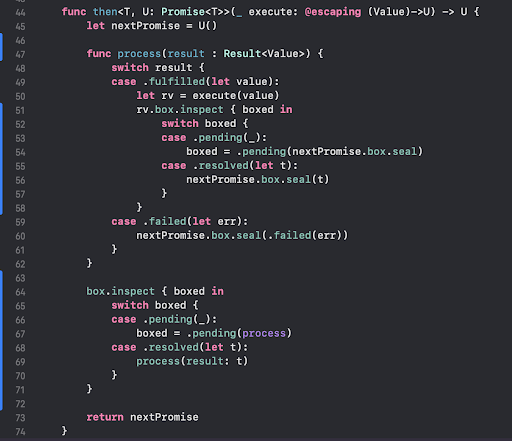 44 func then<T, U: Promise<T>>(_ execute: @escaping (Value)->U) -> U {
45 let nextPromise = U()
46
47 func process(result : Result<Value>) {
48 switch result {
49 case .fulfilled(let value):
50 let rv = execute(value)
51 rv.box.inspect { boxed in
52 switch boxed {
53 case .pending(_):
54 boxed = .pending(nextPromise.box.seal)
55 case .resolved(let t):
56 nextPromise.box.seal(t)
57 }
58 }
59 case .failed(let err):
60 nextPromise.box.seal(.failed(err))
61 }
62 }
63
64 box.inspect { boxed in
65 switch boxed {
66 case .pending(_):
67 boxed = .pending(process)
68 case .resolved(let t):
69 process(result: t)
70 }
71 }
72
73 return nextPromise
74 }